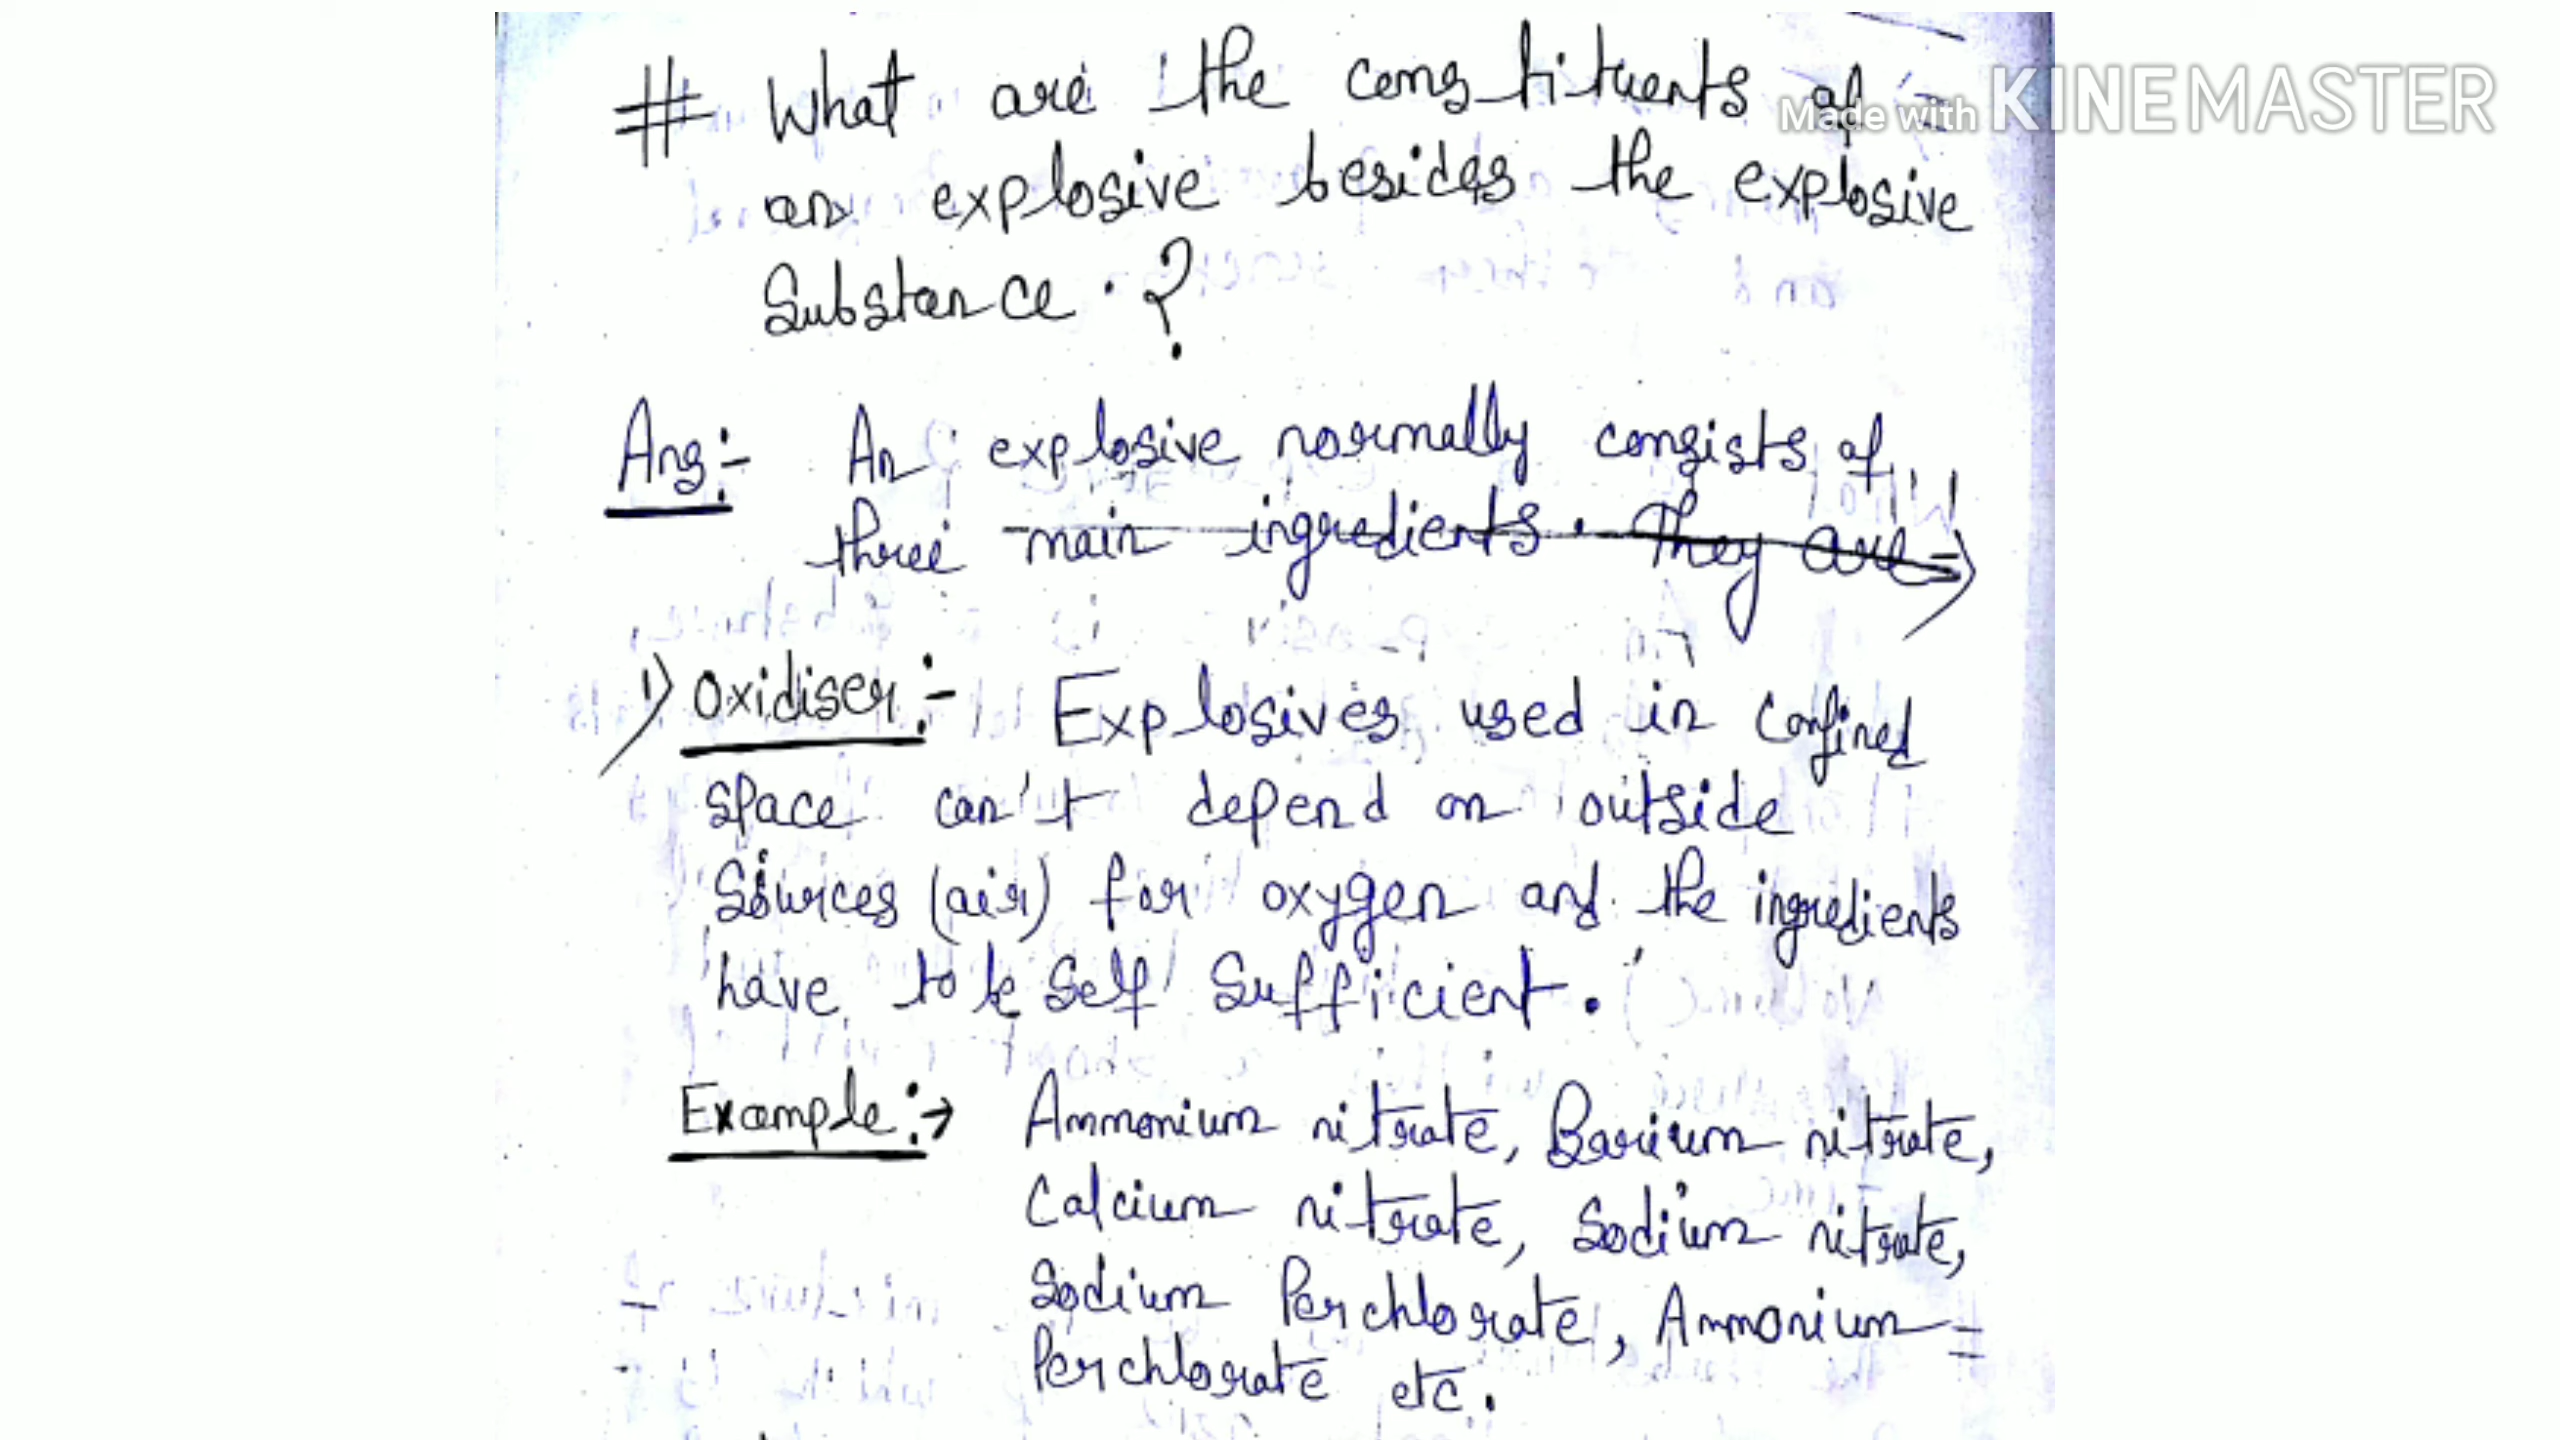 # What are the constituents of =
Made with KINEMASTER
an explosive besides the explosive
Substance . ?
Ans:- An explosive normally consists of
three main ingredients. They are-
1) Oxidiser :- Explosives used in confined
space can't depend on outside
Sources (air) for oxygen and the ingredients
have to be Self Sufficient.
Example:→ Ammonium nitrate, Barium nitrate,
Calcium nitrate, Sodium nitrate,
Sodium Perchlorate, Ammonium =
Perchlorate etc.